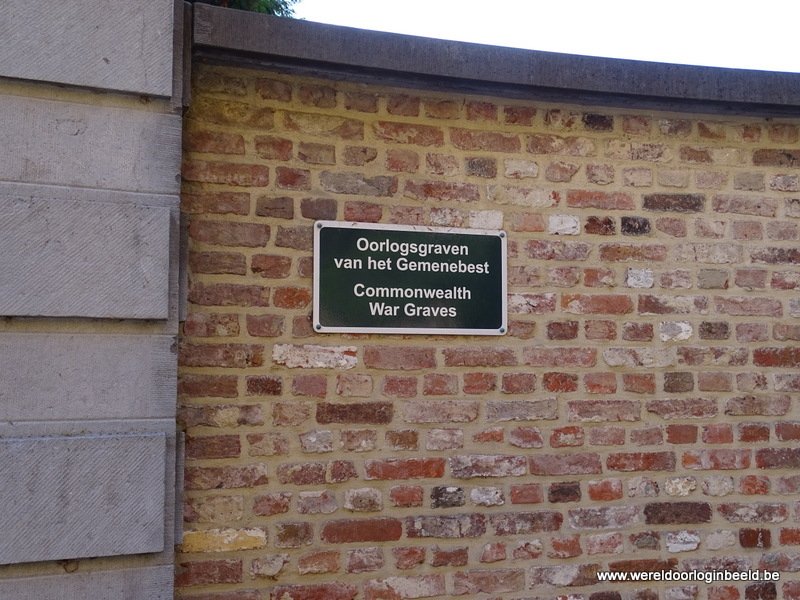 Oorlogsgraven
van het Gemenebest
Commonwealth
War Graves
www.wereldoorloginbeeld.be